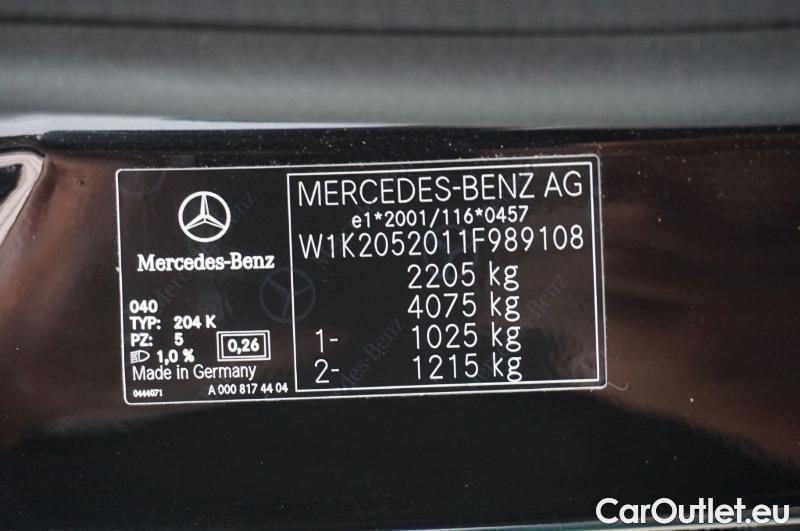 MERCEDES-BENZ AG
e1*2001/116*0457
W1K2052011F989108
2205 kg
4075 kg
1- 1025 kg
2- 1215 kg
Mercedes-Benz
040
TYP: 204 K
PZ: 5
1,0 %
0,26
Made in Germany
0444071
A 000 817 44 04
CarOutlet.eu